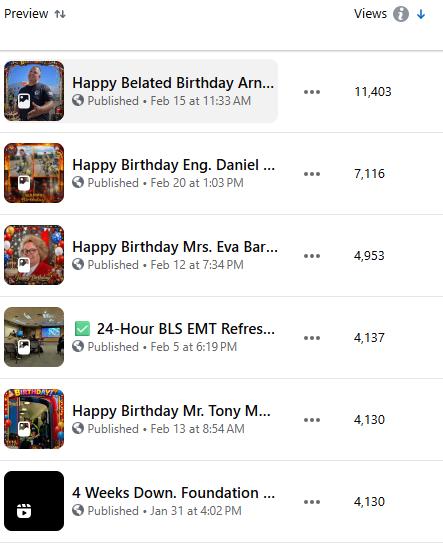 Preview
Views
Happy Belated Birthday Arn...
Published • Feb 15 at 11:33 AM
11,403
Happy Birthday Eng. Daniel ...
Published • Feb 20 at 1:03 PM
7,116
Happy Birthday Mrs. Eva Bar...
Published • Feb 12 at 7:34 PM
4,953
✅ 24-Hour BLS EMT Refres...
Published • Feb 5 at 6:19 PM
4,137
BIRTHDAY!
Happy Birthday Mr. Tony M...
Published • Feb 13 at 8:54 AM
4,130
4 Weeks Down. Foundation ...
Published • Jan 31 at 4:02 PM
4,130